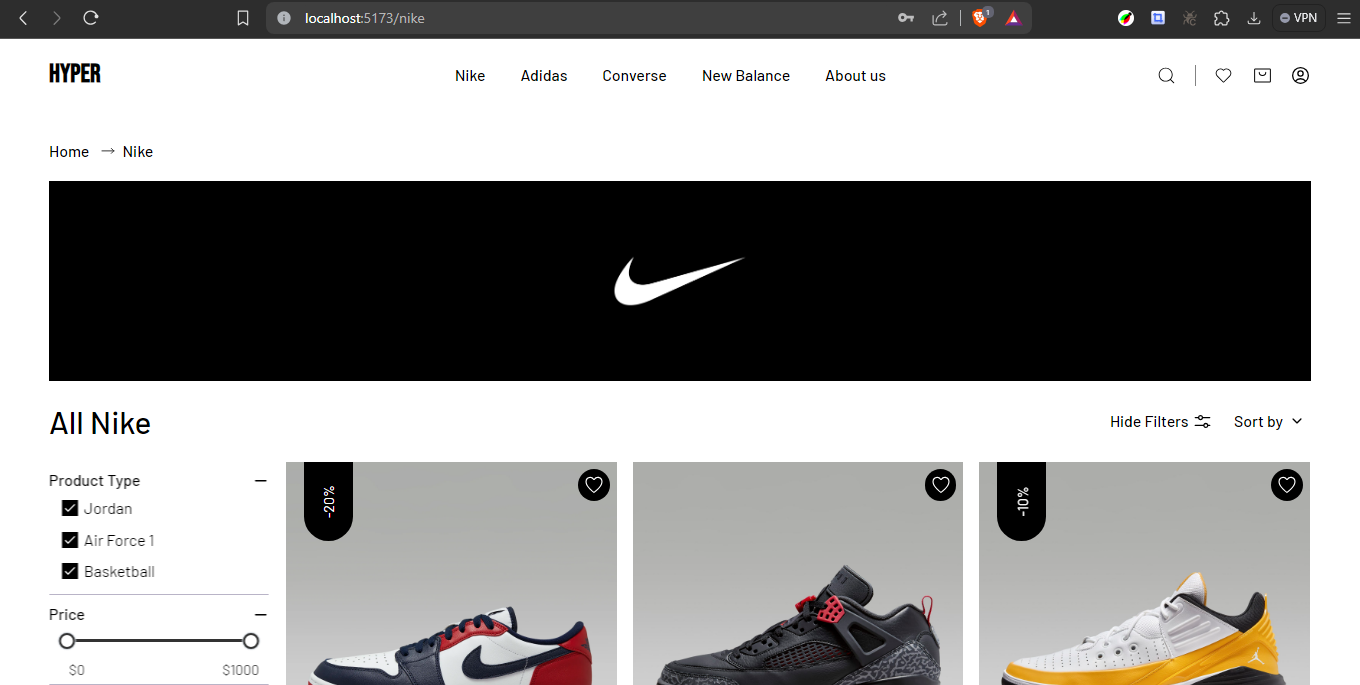 localhost:5173/nike
1
VPN
HYPER
Nike Adidas Converse New Balance About us
Home → Nike
All Nike
Hide Filters Sort by
Product Type
Jordan
Air Force 1
Basketball
Price
$0 $1000
-20%
-10%